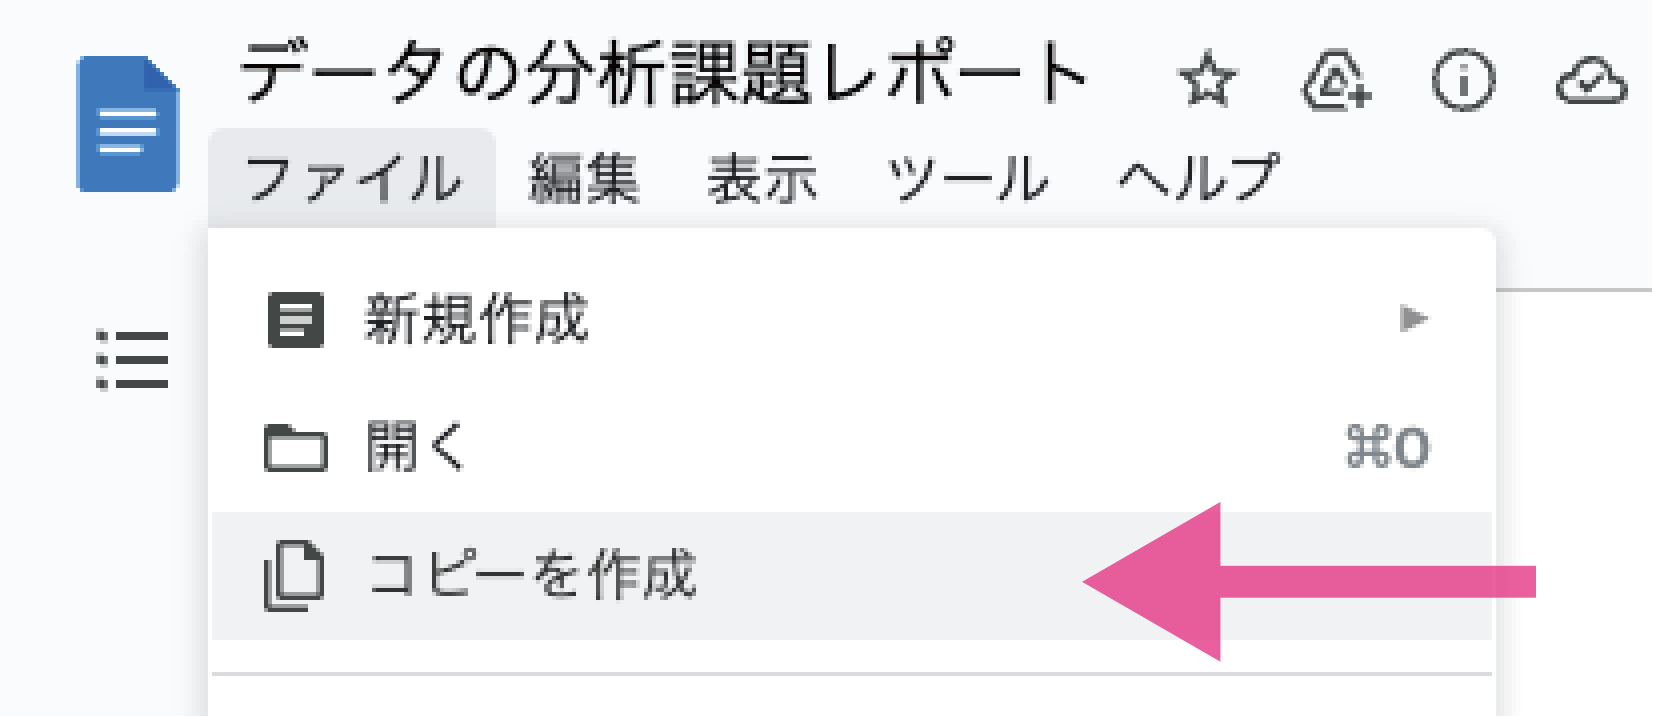 データの分析課題レポート
ファイル 編集 表示 ツール ヘルプ
新規作成
開く ⌘O
コピーを作成